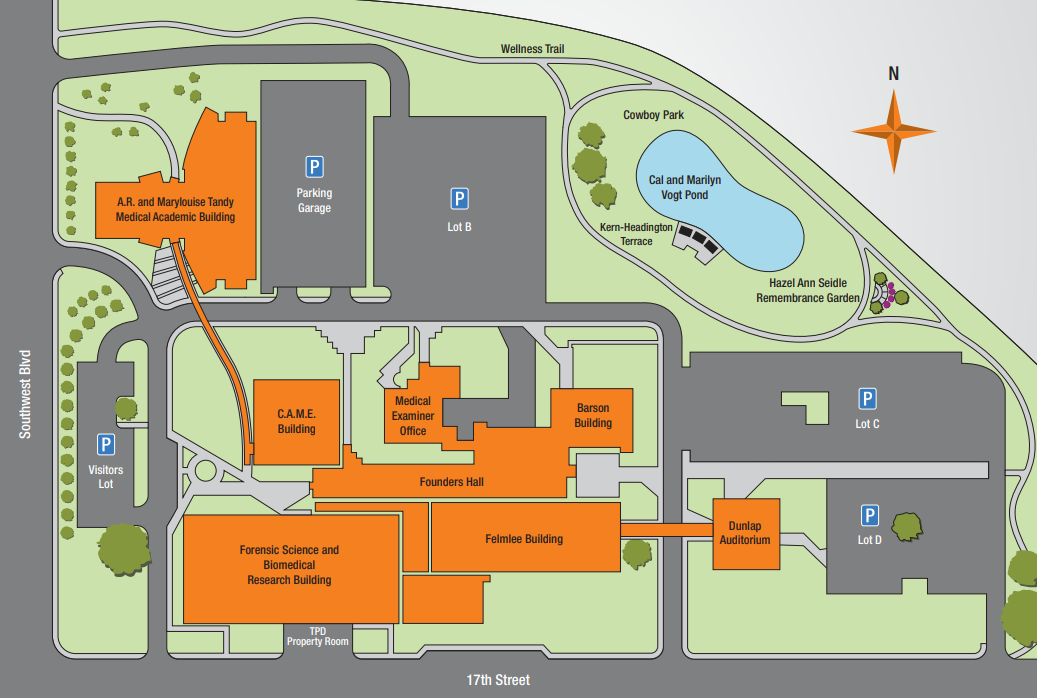 Wellness Trail
N
Cowboy Park
P
Parking
Garage
P
Lot B
Cal and Marilyn
Vogt Pond
A.R. and Marylouise Tandy
Medical Academic Building
Kern-Headington
Terrace
Hazel Ann Seidle
Remembrance Garden
Southwest Blvd
C.A.M.E.
Building
Medical
Examiner
Office
Barson
Building
P
Lot C
P
Visitors
Lot
Founders Hall
P
Lot D
Felmlee Building
Dunlap
Auditorium
Forensic Science and
Biomedical
Research Building
TPD
Property Room
17th Street